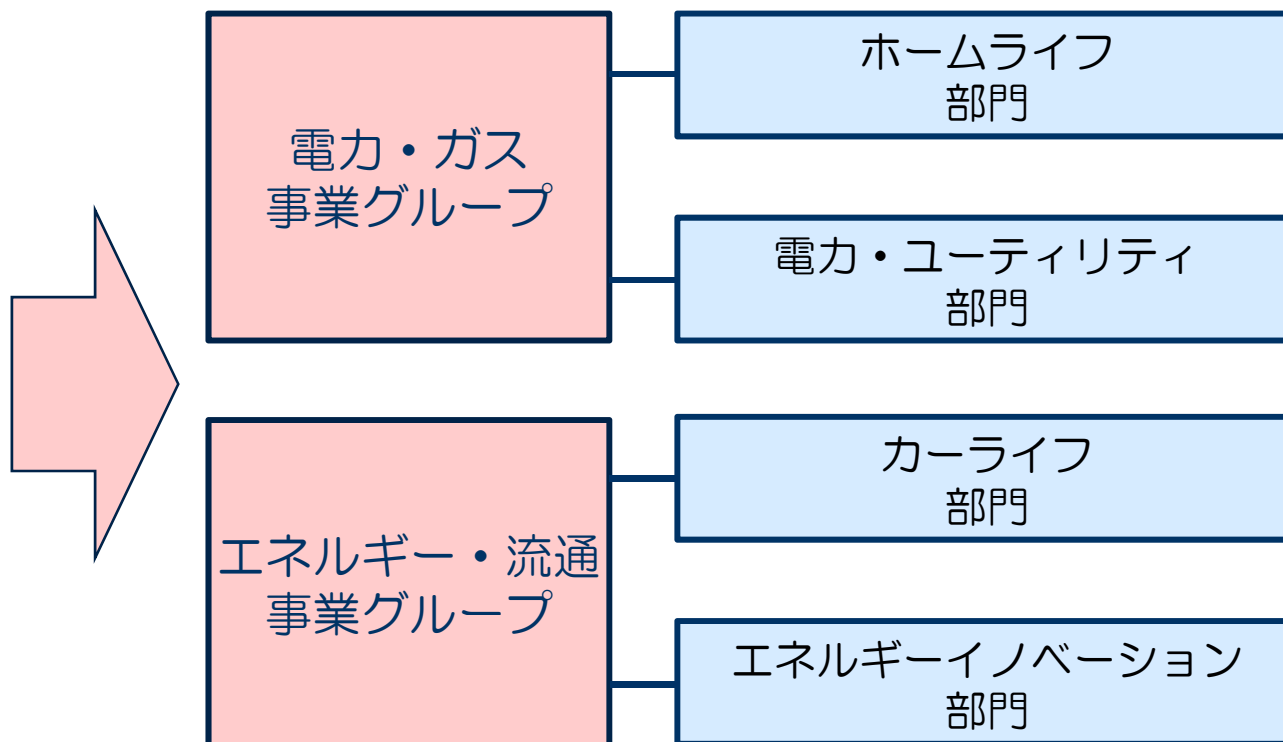 電力・ガス
事業グループ
ホームライフ
部門
電力・ユーティリティ
部門
エネルギー・流通
事業グループ
カーライフ
部門
エネルギーイノベーション
部門